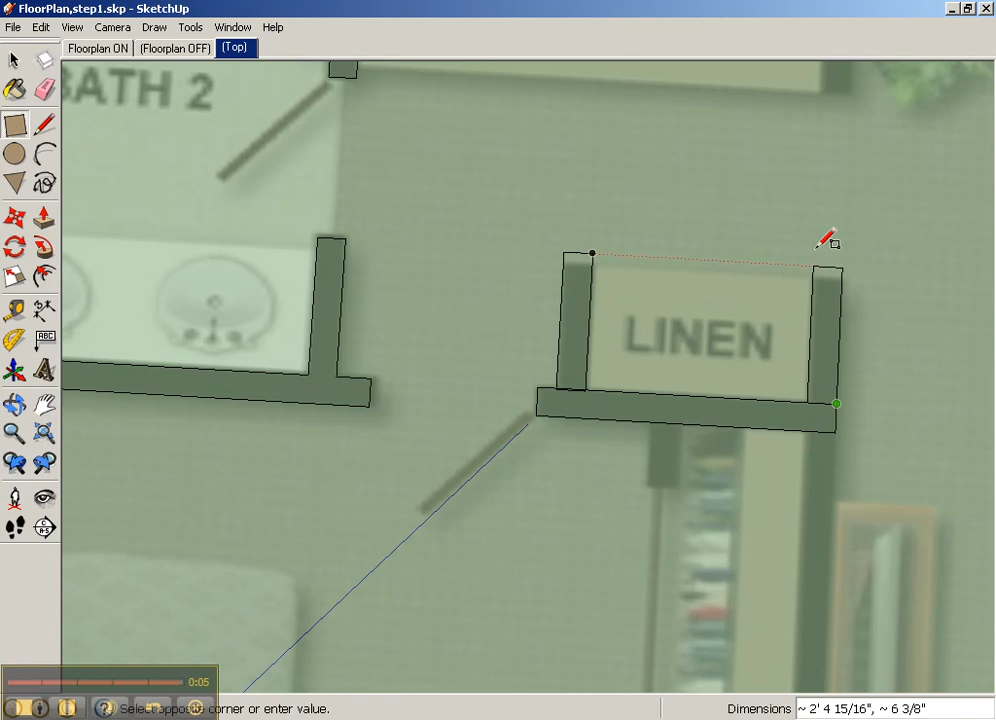 FloorPlan,step1.skp - SketchUp
File Edit View Camera Draw Tools Window Help
Floorplan ON (Floorplan OFF) (Top)
BATH 2
LINEN
ABC
0:05
Select opposite corner or enter value.
Dimensions ~ 2' 4 15/16", ~ 6 3/8"